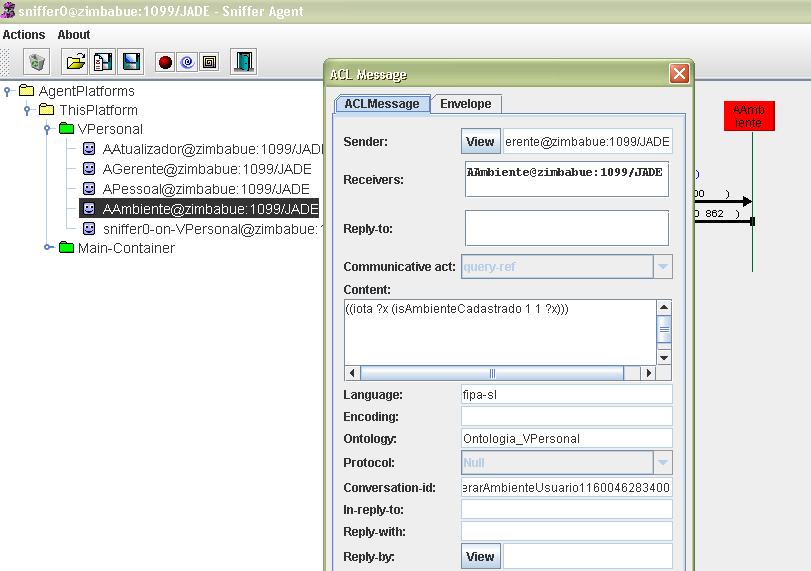 sniffer0@zimbabue:1099/JADE - Sniffer Agent
Actions About
AgentPlatforms
ThisPlatform
VPersonal
AAtualizador@zimbabue:1099/JADE
AGerente@zimbabue:1099/JADE
APessoal@zimbabue:1099/JADE
AAmbiente@zimbabue:1099/JADE
sniffer0-on-VPersonal@zimbabue:
Main-Container
ACL Message
ACLMessage Envelope
Sender: View erente@zimbabue:1099/JADE
Receivers: AAmbiente@zimbabue:1099/JADE
Reply-to:
Communicative act: query-ref
Content:
((iota ?x (isAmbienteCadastrado 1 1 ?x)))
Language: fipa-sl
Encoding:
Ontology: Ontologia_VPersonal
Protocol: Null
Conversation-id: erarAmbienteUsuario1160046283400
In-reply-to:
Reply-with:
Reply-by: View
AAmb
iente
)
00 )
0 862 )